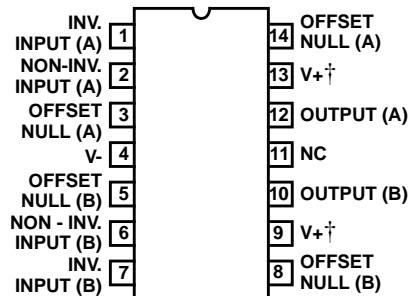 INV.
INPUT (A)
1
NON-INV.
INPUT (A)
2
OFFSET
NULL (A)
3
V-
4
OFFSET
NULL (B)
5
NON - INV.
INPUT (B)
6
INV.
INPUT (B)
7
14
OFFSET
NULL (A)
13
V+†
12
OUTPUT (A)
11
NC
10
OUTPUT (B)
9
V+†
8
OFFSET
NULL (B)